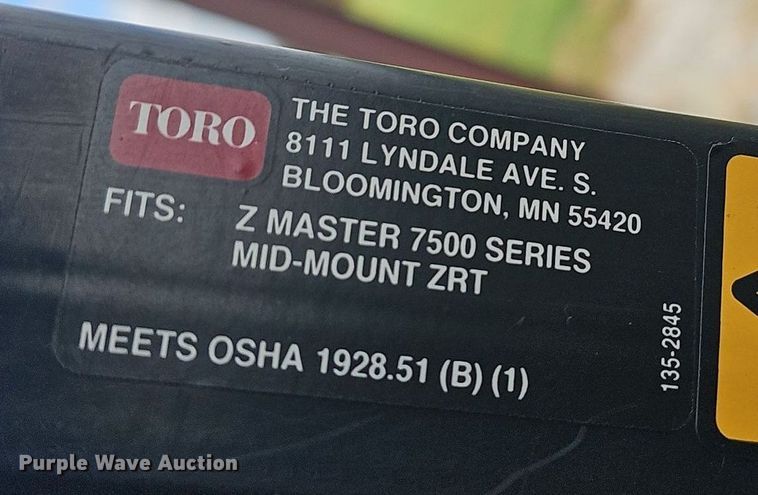 TORO
THE TORO COMPANY
8111 LYNDALE AVE. S.
BLOOMINGTON, MN 55420
FITS: Z MASTER 7500 SERIES
MID-MOUNT ZRT
MEETS OSHA 1928.51 (B) (1)
135-2845
Purple Wave Auction